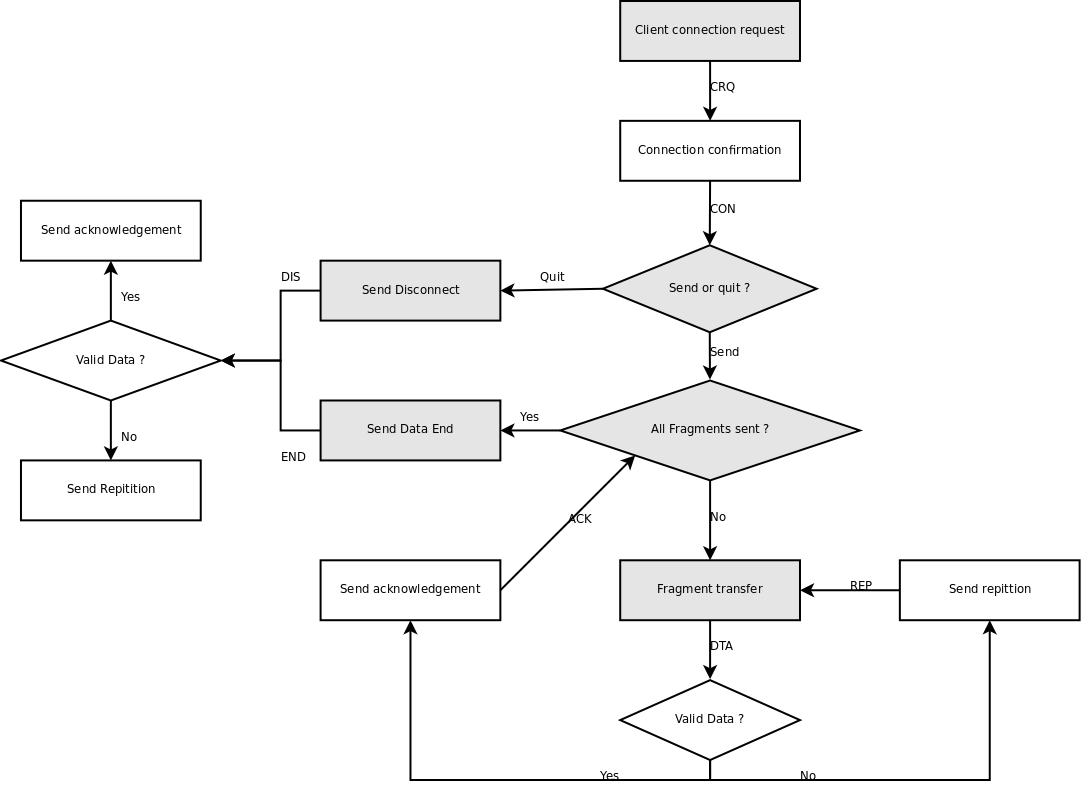 Client connection request
CRQ
Connection confirmation
CON
Send acknowledgement
DIS
Quit
Send Disconnect
Send or quit ?
Yes
Send
Valid Data ?
Yes
Send Data End
All Fragments sent ?
No
END
Send Repitition
ACK
No
Send acknowledgement
Fragment transfer
REP
Send repittion
DTA
Valid Data ?
Yes
No